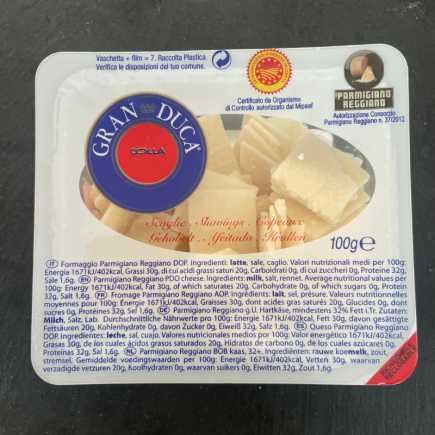 Vaschetta + film = 7. Raccolta Plastica
Verifica le disposizioni del tuo comune.
Certificato da Organismo
di Controllo autorizzato dal Mipaaf
PARMIGIANO
REGGIANO
Autorizzazione Consorzio
Parmigiano Reggiano n. 37/2012
GRAN DUCA
Scaglie - Shavings - Copeaux
Gehobelt - Afeitado - Krullen
100g℮
IT Formaggio Parmigiano Reggiano DOP. Ingredienti: latte, sale, caglio. Valori nutrizionali medi per 100g:
Energia 1671kJ/402kcal, Grassi 30g, di cui acidi grassi saturi 20g, Carboidrati 0g, di cui zuccheri 0g, Proteine 32g,
Sale 1,6g. EN Parmigiano Reggiano PDO cheese. Ingredients: milk, salt, rennet. Average nutritional values per
100g: Energy 1671kJ/402kcal, Fat 30g, of which saturates 20g, Carbohydrate 0g, of which sugars 0g, Protein
32g, Salt 1,6g. FR Fromage Parmigiano Reggiano AOP. Ingrédients: lait, sel, présure. Valeurs nutritionnelles
moyennes pour 100g: Énergie 1671kJ/402kcal, Graisses 30g, dont acides gras saturés 20g, Glucides 0g, dont
sucres 0g, Protéines 32g, Sel 1,6g. DE Parmigiano Reggiano g.U. Hartkäse, mindestens 32% Fett i.Tr. Zutaten:
Milch, Salz, Lab. Durchschnittliche Nährwerte pro 100g: Energie 1671kJ/402kcal, Fett 30g, davon gesättigte
Fettsäuren 20g, Kohlenhydrate 0g, davon Zucker 0g, Eiweiß 32g, Salz 1,6g. ES Queso Parmigiano Reggiano
DOP. Ingredientes: leche, sal, cuajo. Valores nutricionales medios por 100g: Valor energético 1671kJ/402kcal,
Grasas 30g, de las cuales ácidos grasos saturados 20g, Hidratos de carbono 0g, de los cuales azúcares 0g,
Proteínas 32g, Sal 1,6g. NL Parmigiano Reggiano BOB kaas, 32+. Ingrediënten: rauwe koemelk, zout,
stremsel. Gemiddelde voedingswaarden per 100g: Energie 1671kJ/402kcal, Vetten 30g, waarvan
verzadigde vetzuren 20g, Koolhydraten 0g, waarvan suikers 0g, Eiwitten 32g, Zout 1,6g.